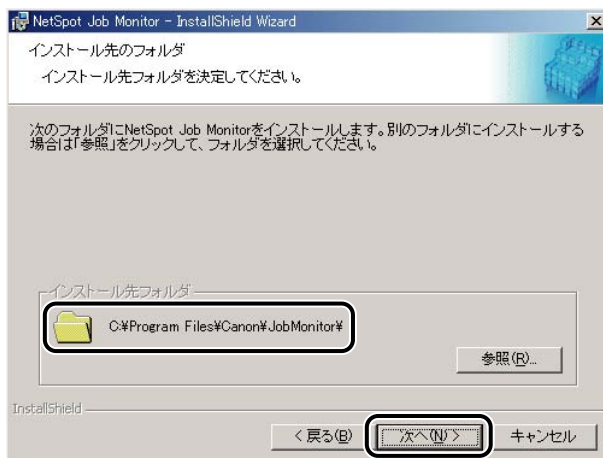 NetSpot Job Monitor - InstallShield Wizard
インストール先のフォルダ
インストール先フォルダを決定してください。
次のフォルダにNetSpot Job Monitorをインストールします。別のフォルダにインストールする
場合は「参照」をクリックして、フォルダを選択してください。
インストール先フォルダ
C:¥Program Files¥Canon¥JobMonitor¥
参照(R)...
InstallShield
< 戻る(B)
次へ(N) >
キャンセル